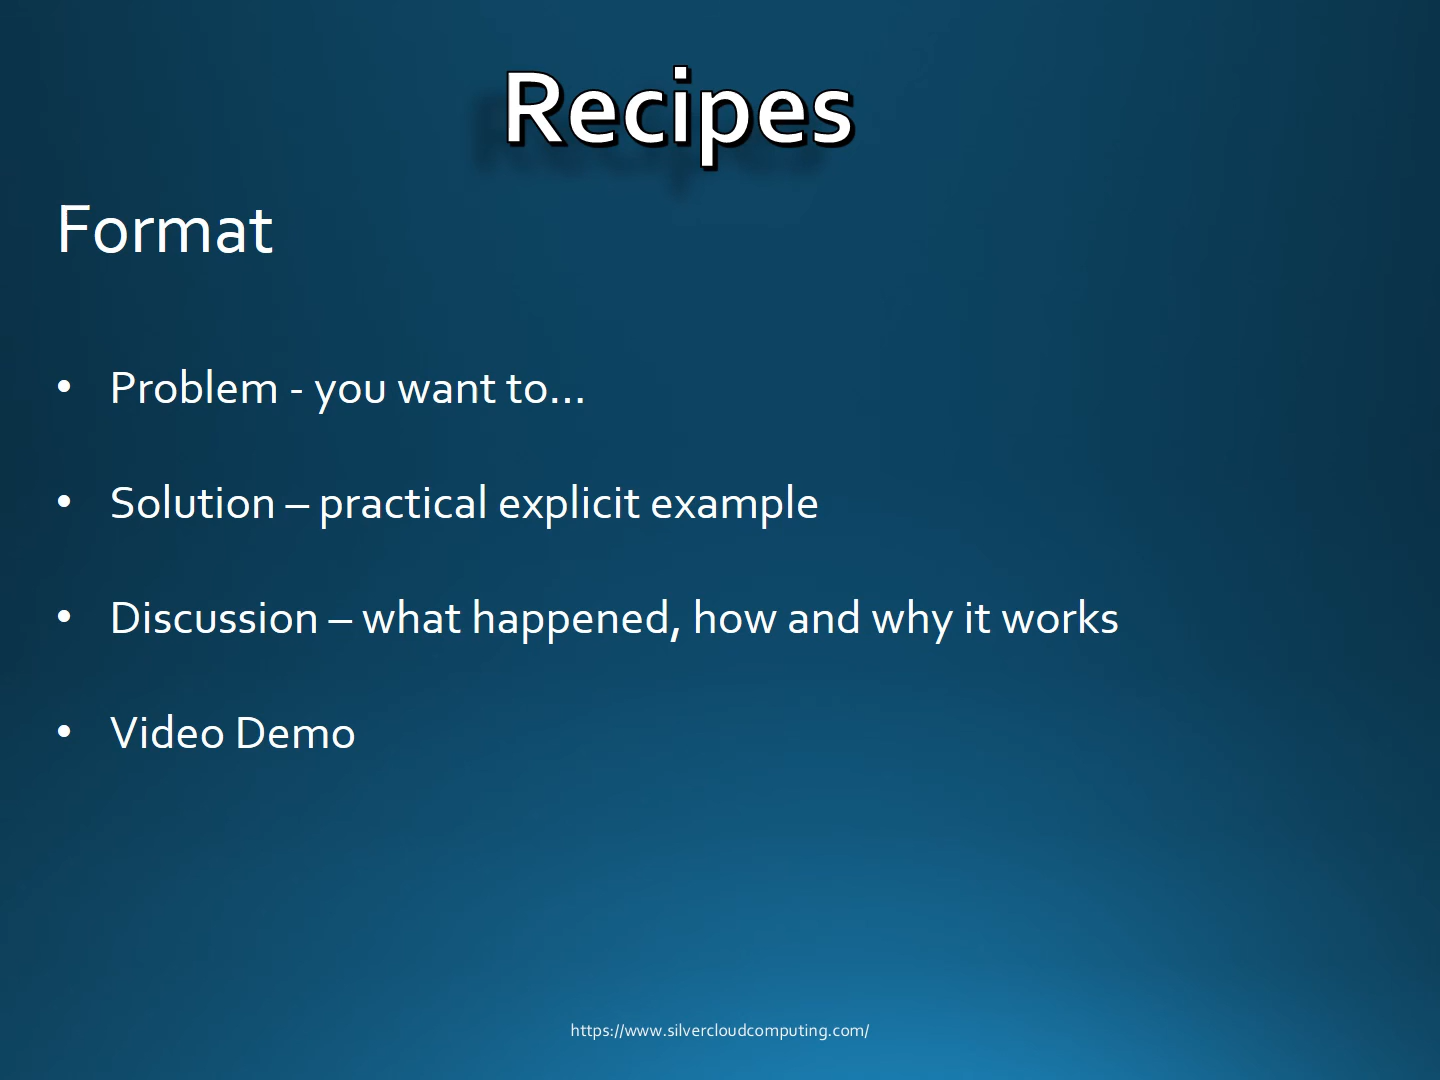 Recipes
Format
• Problem - you want to...
• Solution – practical explicit example
• Discussion – what happened, how and why it works
• Video Demo
https://www.silvercloudcomputing.com/